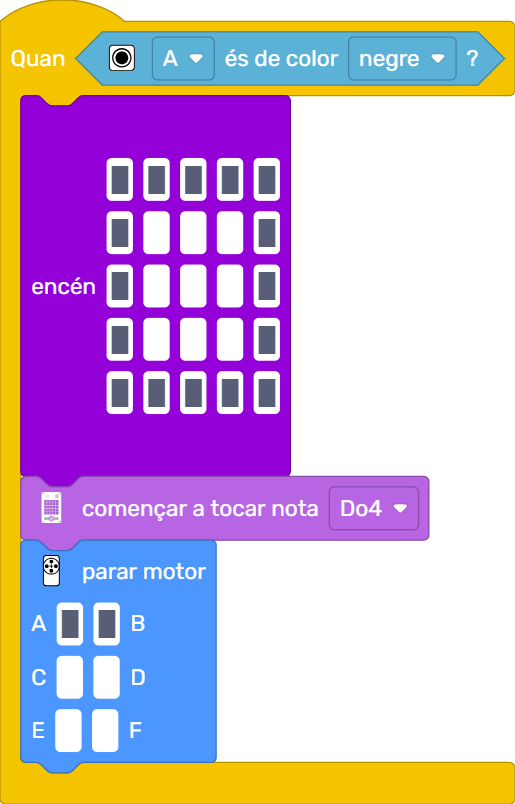 Quan A és de color negre ?
encén
començar a tocar nota Do4
parar motor
A B
C D
E F